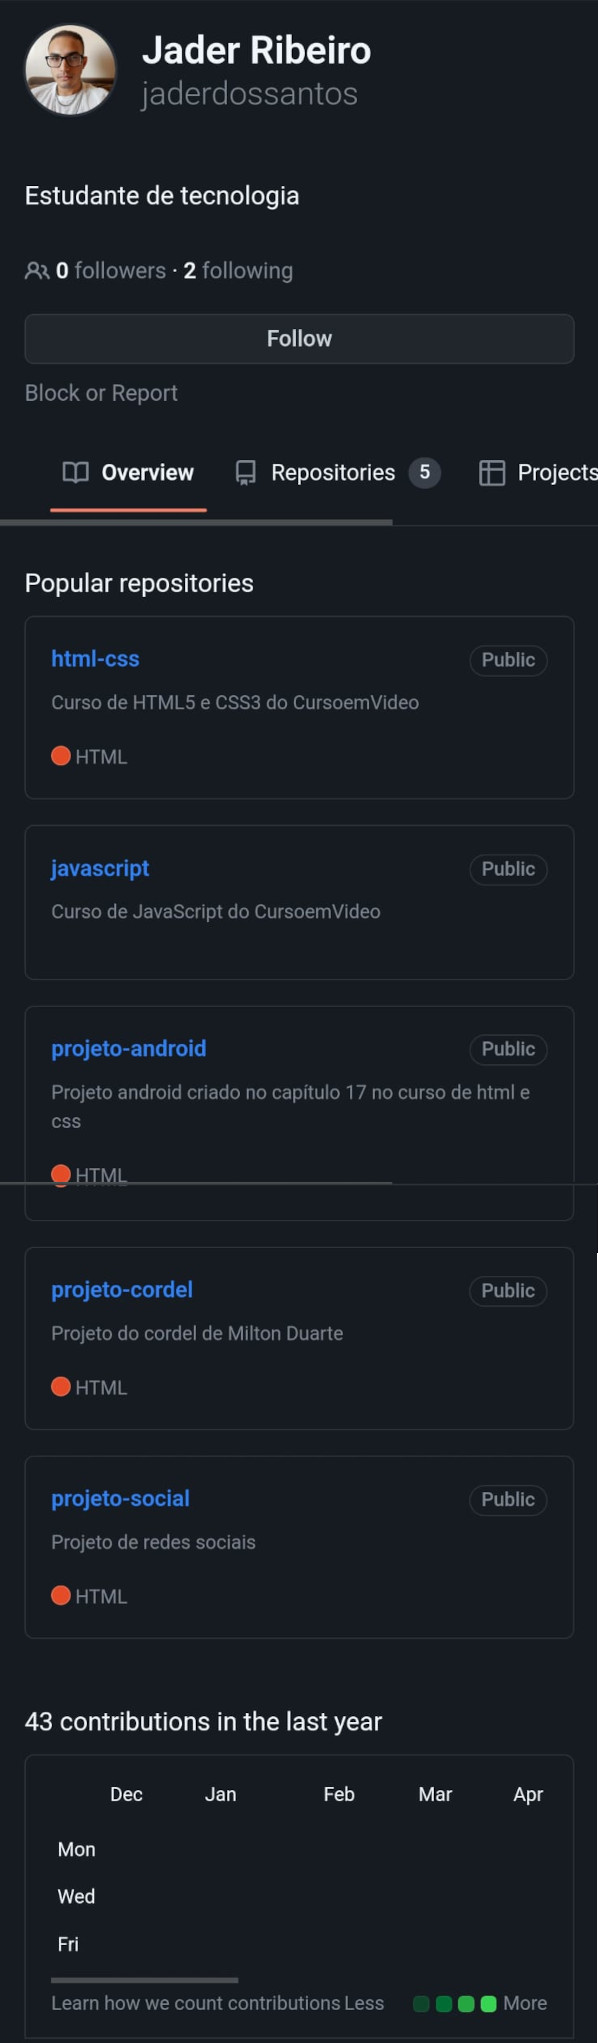 Jader Ribeiro
jaderdossantos
Estudante de tecnologia
0 followers · 2 following
Follow
Block or Report
Overview Repositories 5 Projects
Popular repositories
html-css Public
Curso de HTML5 e CSS3 do CursoemVideo
HTML
javascript Public
Curso de JavaScript do CursoemVideo
projeto-android Public
Projeto android criado no capítulo 17 no curso de html e
css
HTML
projeto-cordel Public
Projeto do cordel de Milton Duarte
HTML
projeto-social Public
Projeto de redes sociais
HTML
43 contributions in the last year
Dec Jan Feb Mar Apr
Mon
Wed
Fri
Learn how we count contributions Less More